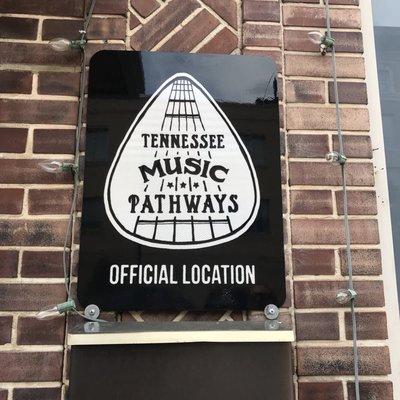 TENNESSEE
MUSIC
PATHWAYS
OFFICIAL LOCATION